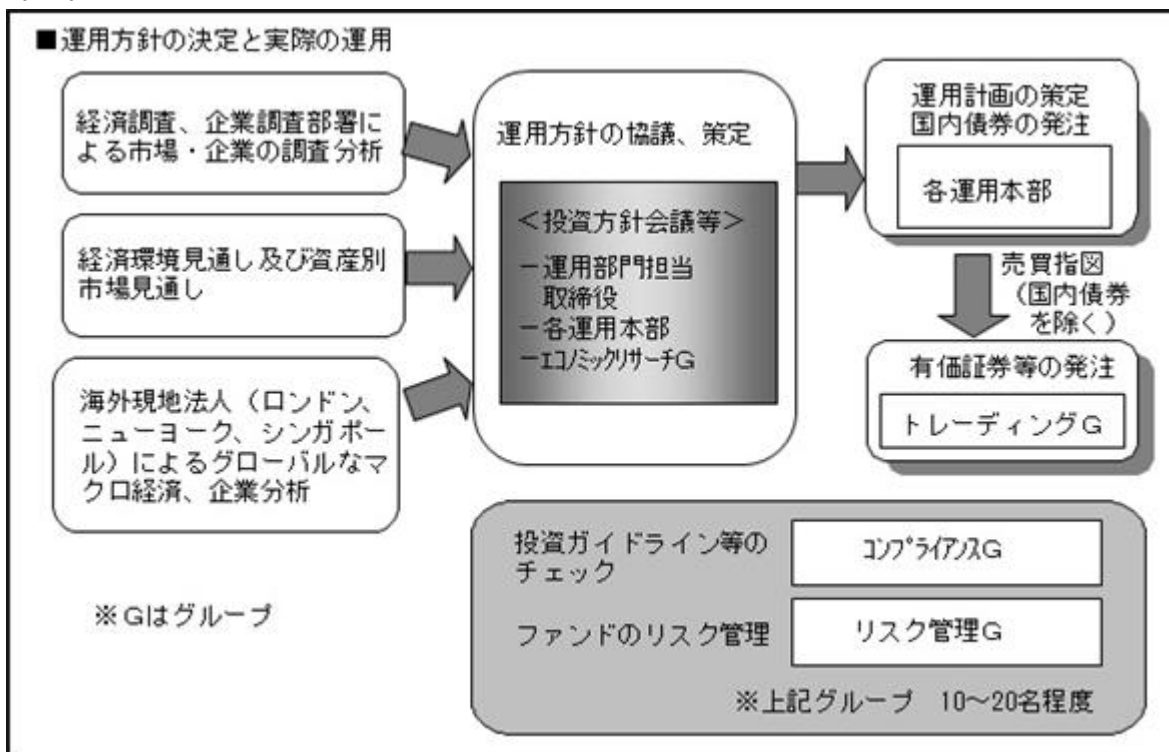 ■運用方針の決定と実際の運用
経済調査、企業調査部署に
よる市場・企業の調査分析
経済環境見通し及び資産別
市場見通し
海外現地法人（ロンドン、
ニューヨーク、シンガポー
ル）によるグローバルなマ
クロ経済、企業分析
※Gはグループ
運用方針の協議、策定
＜投資方針会議等＞
－運用部門担当
取締役
－各運用本部
－ｴｺﾉﾐｯｸﾘｻｰﾁG
運用計画の策定
国内債券の発注
各運用本部
売買指図
（国内債券
を除く）
有価証券等の発注
トレーディングＧ
投資ガイドライン等の
チェック
ｺﾝﾌﾟﾗｲｱﾝｽG
ファンドのリスク管理
リスク管理G
※上記グループ　10～20名程度